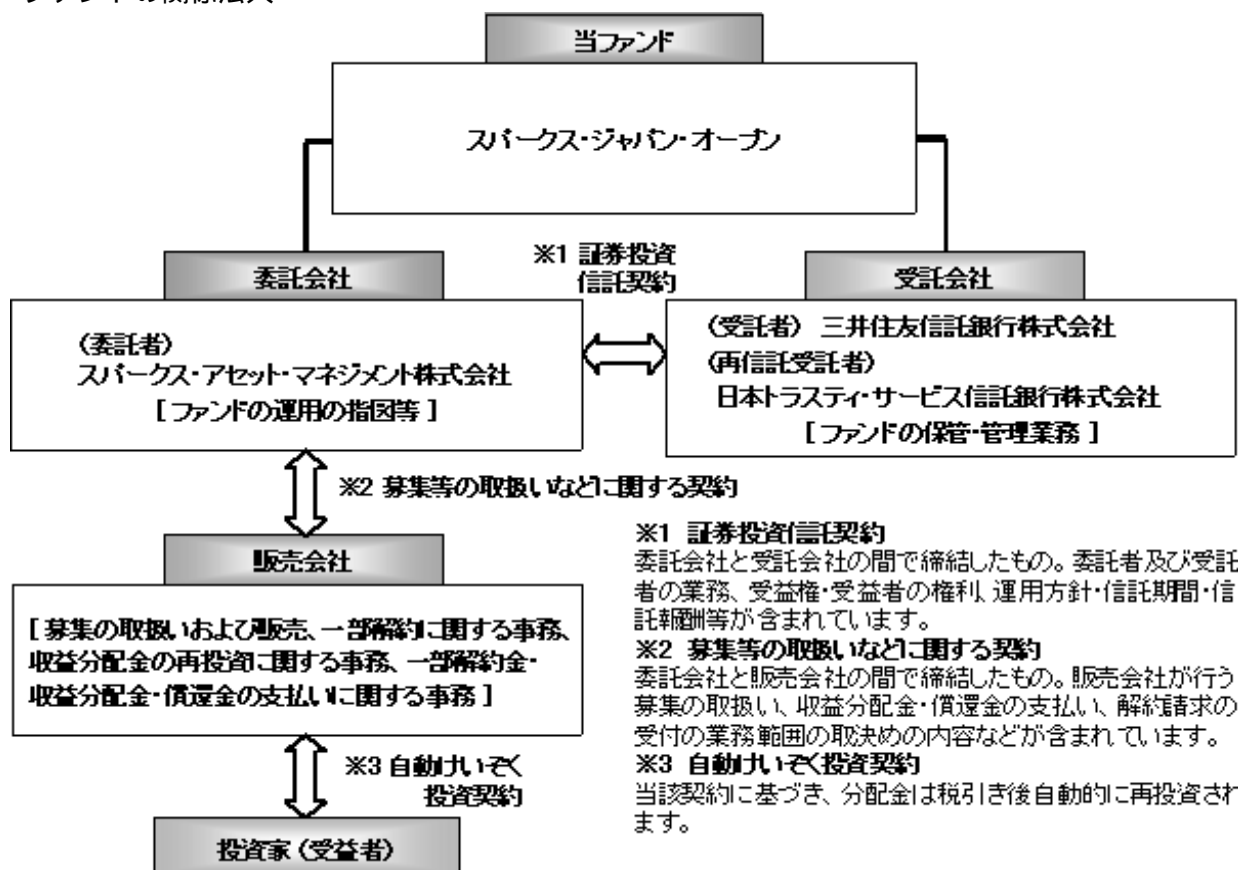 当ファンド
スパークス・ジャパン・オープン
委託会社
※1 証券投資
信託契約
受託会社
(委託者)
スパークス・アセット・マネジメント株式会社
[ファンドの運用の指図等]
(受託者) 三井住友信託銀行株式会社
(再信託受託者)
日本トラスティ・サービス信託銀行株式会社
[ファンドの保管・管理業務]
※2 募集等の取扱いなどに関する契約
販売会社
[募集の取扱いおよび販売、一部解約に関する事務、
収益分配金の再投資に関する事務、一部解約金・
収益分配金・償還金の支払いに関する事務]
※3 自動けいぞく
投資契約
投資家(受益者)
※1 証券投資信託契約
委託会社と受託会社の間で締結したもの。委託者及び受託
者の業務、受益権・受益者の権利、運用方針・信託期間・信
託報酬等が含まれています。
※2 募集等の取扱いなどに関する契約
委託会社と販売会社の間で締結したもの。販売会社が行う
募集の取扱い、収益分配金・償還金の支払い、解約請求の
受付の業務範囲の取決めの内容などが含まれています。
※3 自動けいぞく投資契約
当該契約に基づき、分配金は税引き後自動的に再投資され
ます。